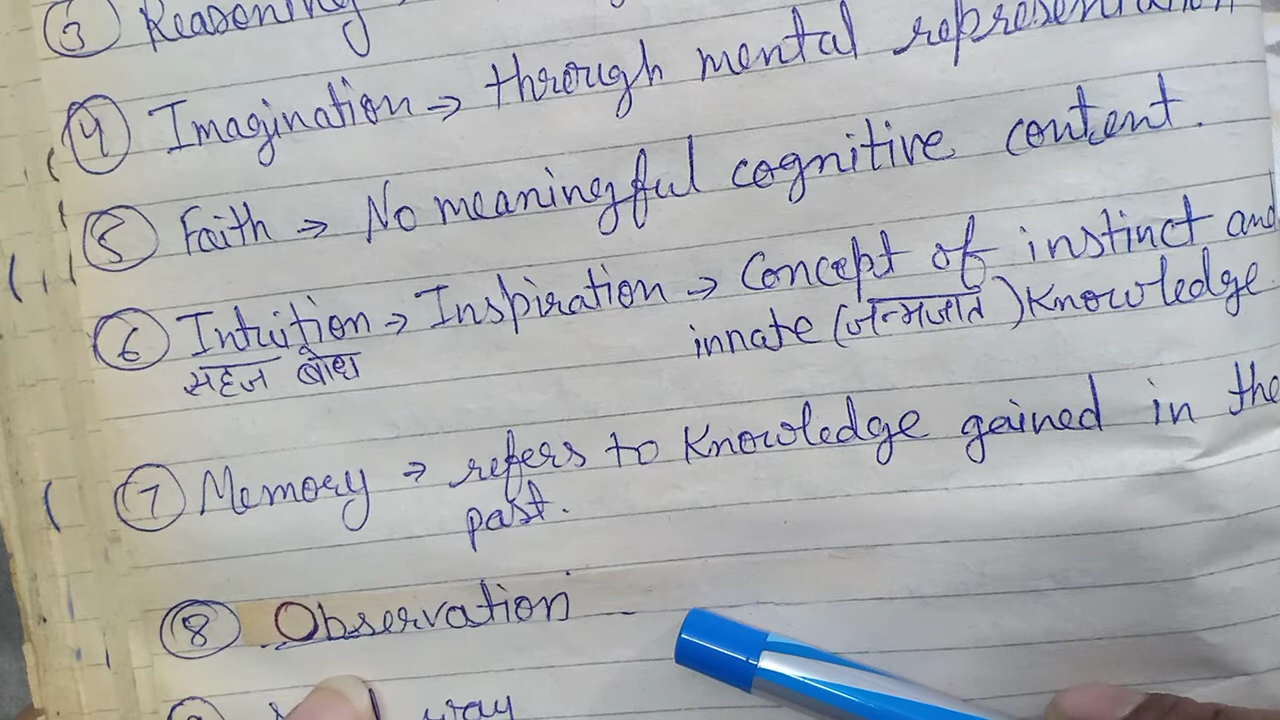 ③ Reasoning
④ Imagination → through mental representation
⑤ Faith → No meaningful cognitive content.
⑥ Intuition → Inspiration → Concept of instinct and
सहज बोध
innate (जन्मजात) Knowledge
⑦ Memory → refers to Knowledge gained in the
past.
⑧ Observation -
way